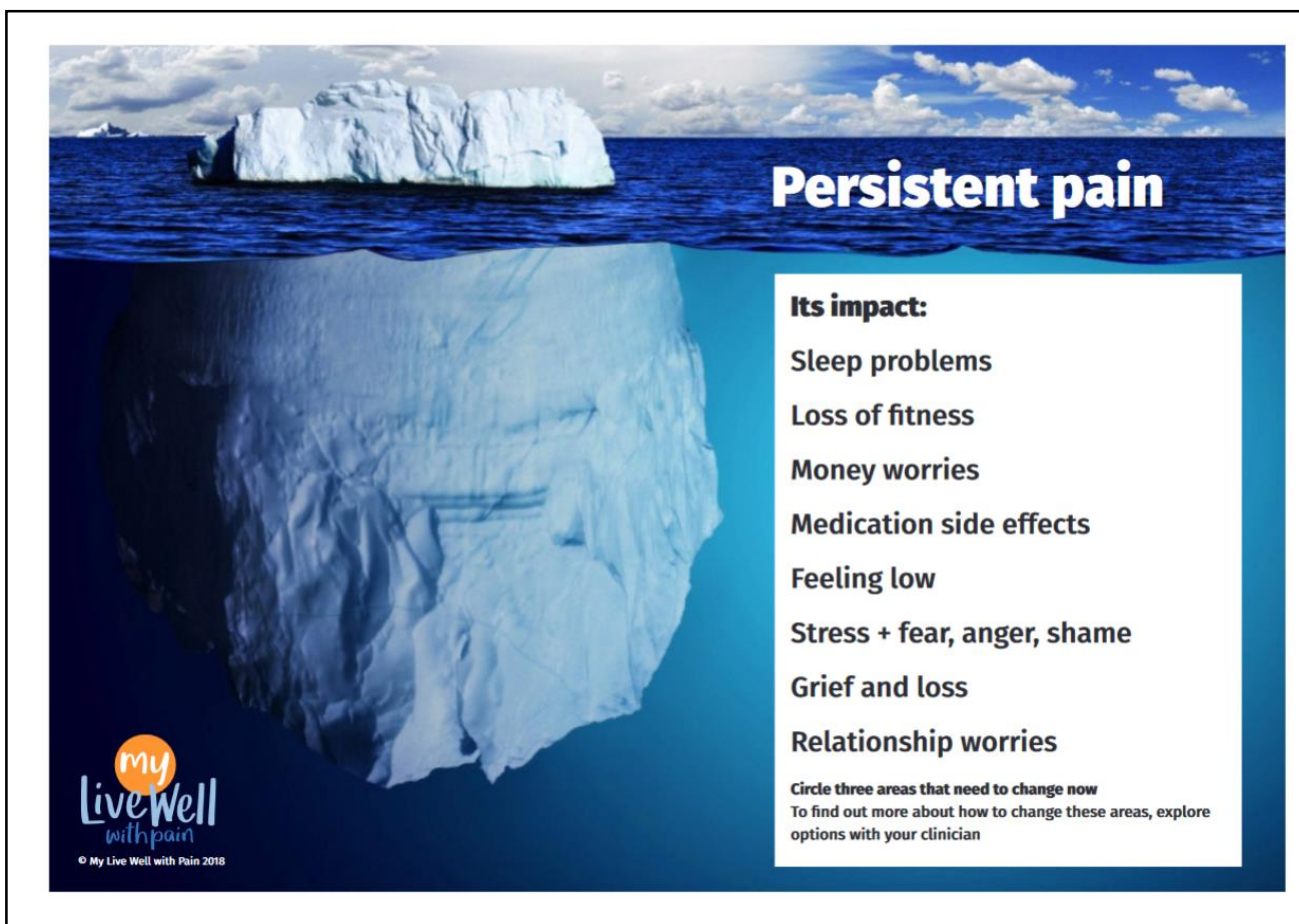 Persistent pain
Its impact:
Sleep problems
Loss of fitness
Money worries
Medication side effects
Feeling low
Stress + fear, anger, shame
Grief and loss
Relationship worries
Circle three areas that need to change now
To find out more about how to change these areas, explore
options with your clinician
my
LiveWell
with pain
© My Live Well with Pain 2018